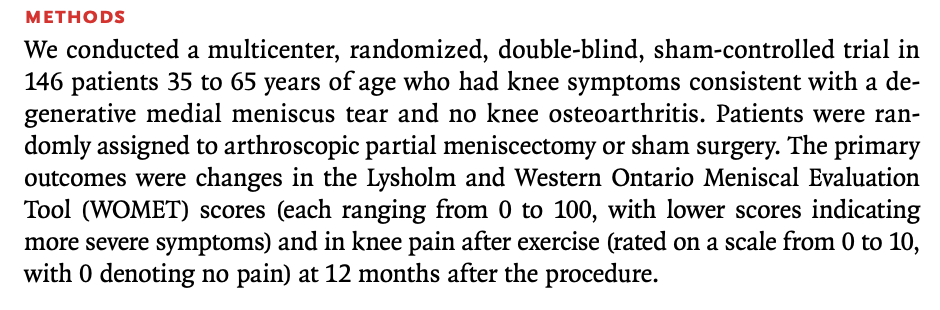 METHODS
We conducted a multicenter, randomized, double-blind, sham-controlled trial in
146 patients 35 to 65 years of age who had knee symptoms consistent with a de-
generative medial meniscus tear and no knee osteoarthritis. Patients were ran-
domly assigned to arthroscopic partial meniscectomy or sham surgery. The primary
outcomes were changes in the Lysholm and Western Ontario Meniscal Evaluation
Tool (WOMET) scores (each ranging from 0 to 100, with lower scores indicating
more severe symptoms) and in knee pain after exercise (rated on a scale from 0 to 10,
with 0 denoting no pain) at 12 months after the procedure.